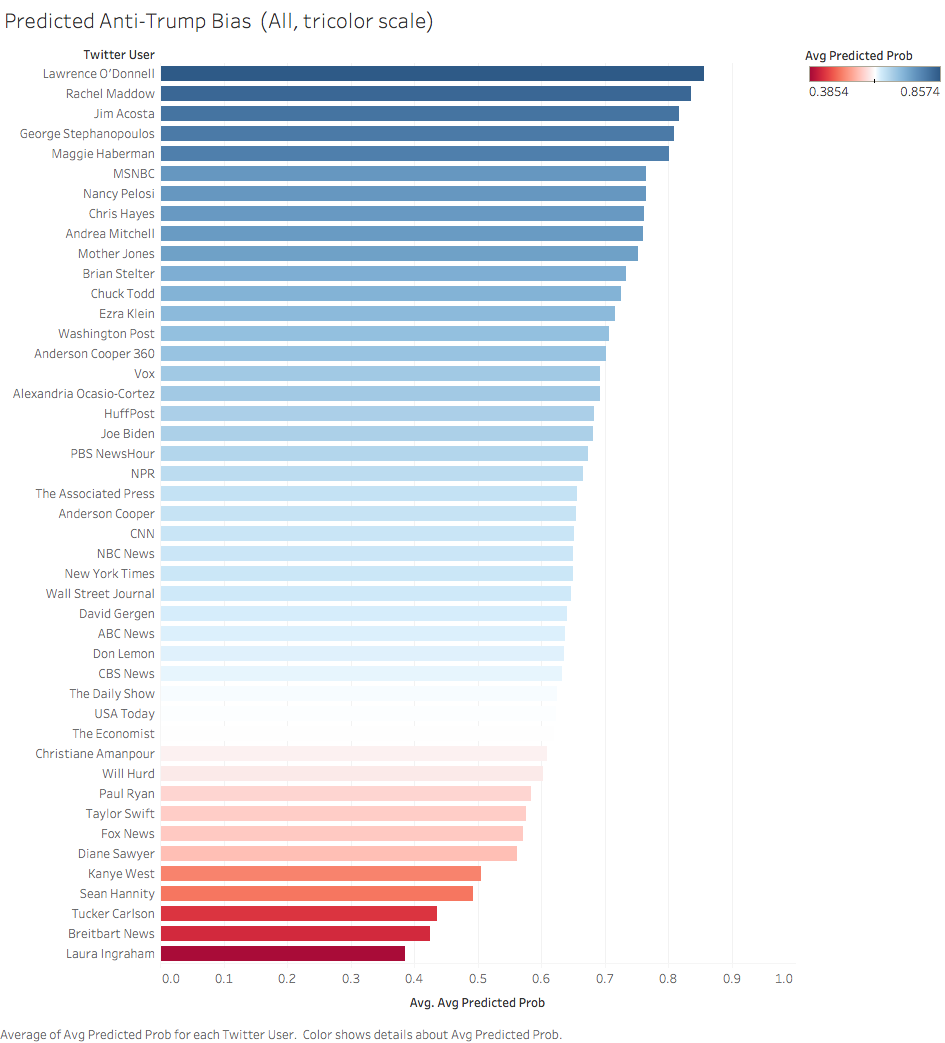 Predicted Anti-Trump Bias (All, tricolor scale)
Twitter User
Lawrence O’Donnell
Rachel Maddow
Jim Acosta
George Stephanopoulos
Maggie Haberman
MSNBC
Nancy Pelosi
Chris Hayes
Andrea Mitchell
Mother Jones
Brian Stelter
Chuck Todd
Ezra Klein
Washington Post
Anderson Cooper 360
Vox
Alexandria Ocasio-Cortez
HuffPost
Joe Biden
PBS NewsHour
NPR
The Associated Press
Anderson Cooper
CNN
NBC News
New York Times
Wall Street Journal
David Gergen
ABC News
Don Lemon
CBS News
The Daily Show
USA Today
The Economist
Christiane Amanpour
Will Hurd
Paul Ryan
Taylor Swift
Fox News
Diane Sawyer
Kanye West
Sean Hannity
Tucker Carlson
Breitbart News
Laura Ingraham
0.0 0.1 0.2 0.3 0.4 0.5 0.6 0.7 0.8 0.9 1.0
Avg. Avg Predicted Prob
Avg Predicted Prob
0.3854 0.8574
Average of Avg Predicted Prob for each Twitter User. Color shows details about Avg Predicted Prob.